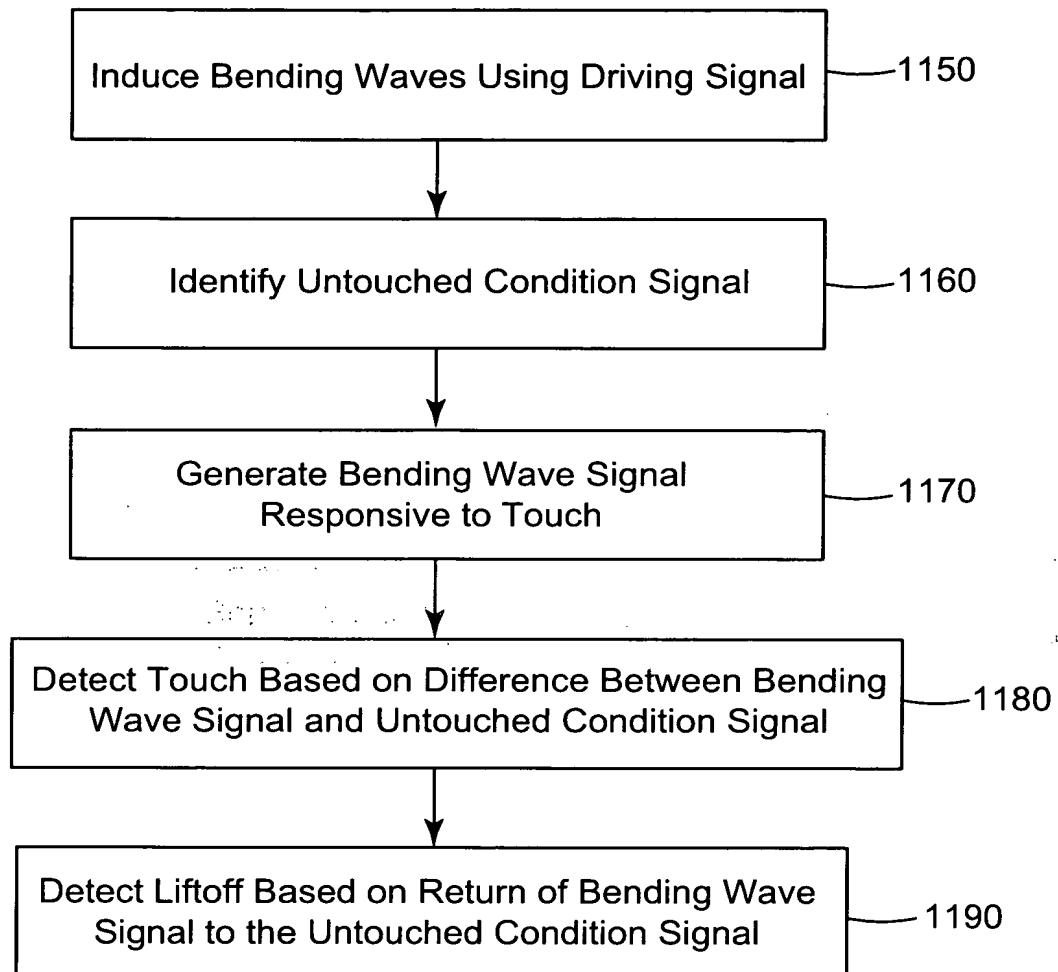 Induce Bending Waves Using Driving Signal
1150
Identify Untouched Condition Signal
1160
Generate Bending Wave Signal
Responsive to Touch
1170
Detect Touch Based on Difference Between Bending
Wave Signal and Untouched Condition Signal
1180
Detect Liftoff Based on Return of Bending Wave
Signal to the Untouched Condition Signal
1190